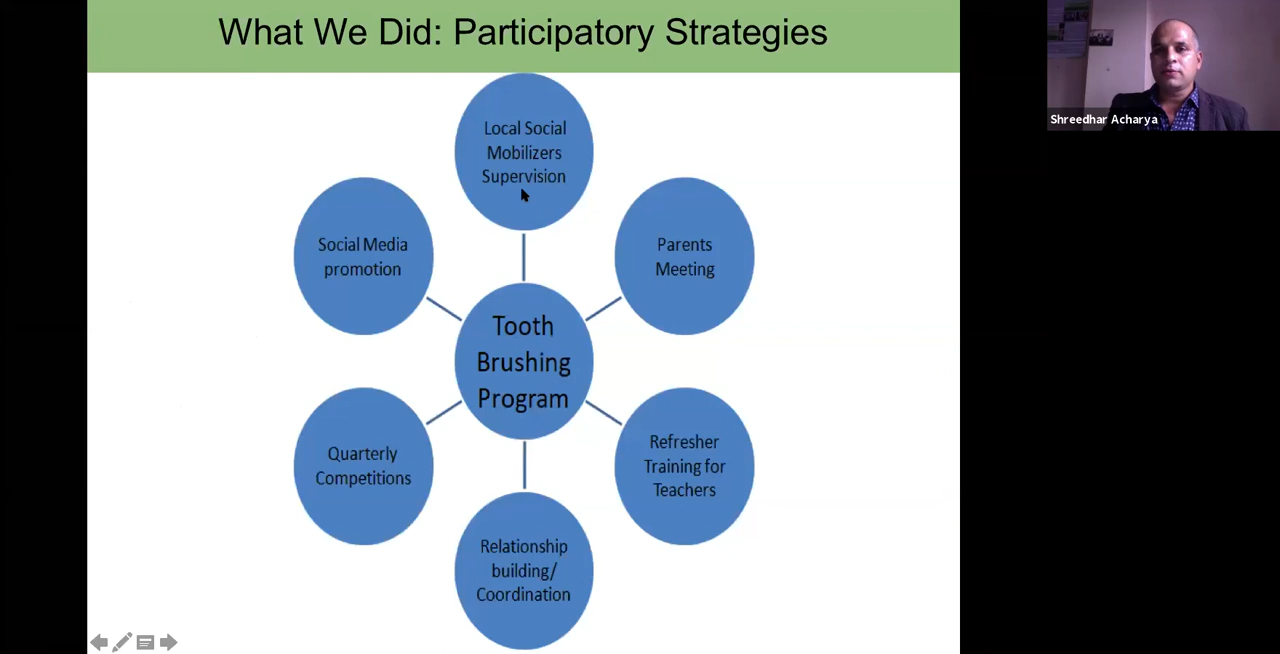 What We Did: Participatory Strategies
Shreedhar Acharya
Local Social
Mobilizers
Supervision
Social Media
promotion
Parents
Meeting
Tooth
Brushing
Program
Quarterly
Competitions
Refresher
Training for
Teachers
Relationship
building/
Coordination